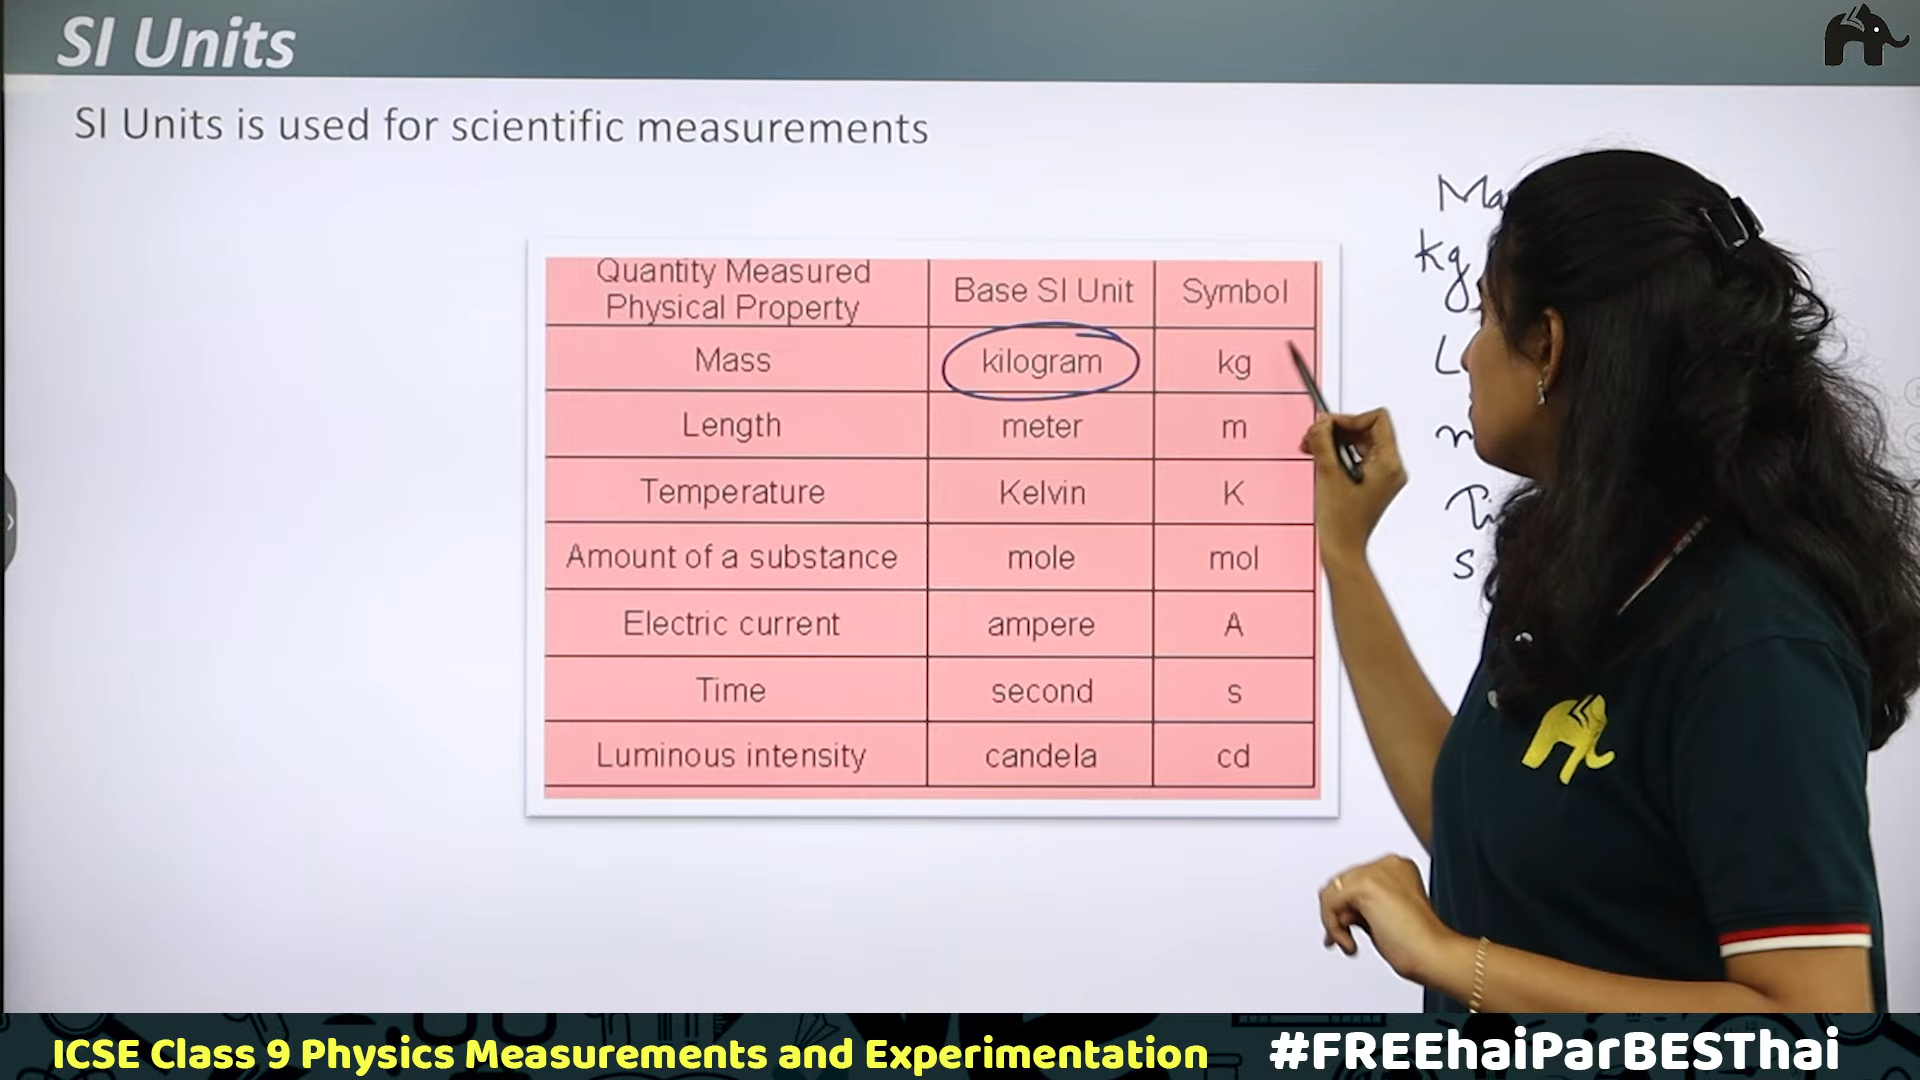 SI Units
SI Units is used for scientific measurements
Quantity Measured Physical Property Base SI Unit Symbol
Mass kilogram kg
Length meter m
Temperature Kelvin K
Amount of a substance mole mol
Electric current ampere A
Time second s
Luminous intensity candela cd
kg
s
ICSE Class 9 Physics Measurements and Experimentation
#FREEhaiParBESThai